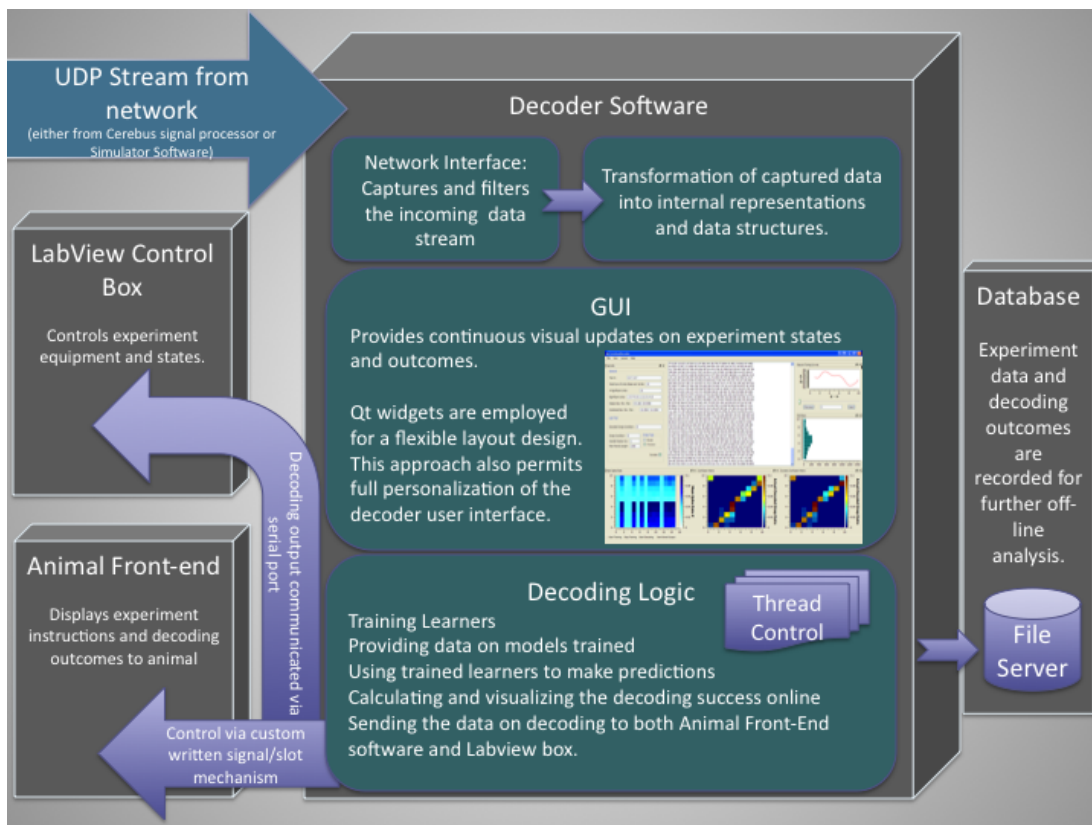 UDP Stream from
network
(either from Cerebus signal processor or
Simulator Software)
Decoder Software
Network Interface:
Captures and filters
the incoming data
stream
Transformation of captured data
into internal representations
and data structures.
LabView Control
Box
Controls experiment
equipment and states.
GUI
Provides continuous visual updates on experiment states
and outcomes.
Qt widgets are employed
for a flexible layout design.
This approach also permits
full personalization of the
decoder user interface.
Database
Experiment
data and
decoding
outcomes
are
recorded for
further off-
line
analysis.
File
Server
Decoding output communicated via
serial port
Animal Front-end
Displays experiment
instructions and decoding
outcomes to animal
Control via custom
written signal/slot
mechanism
Decoding Logic
Thread
Control
Training Learners
Providing data on models trained
Using trained learners to make predictions
Calculating and visualizing the decoding success online
Sending the data on decoding to both Animal Front-End
software and Labview box.